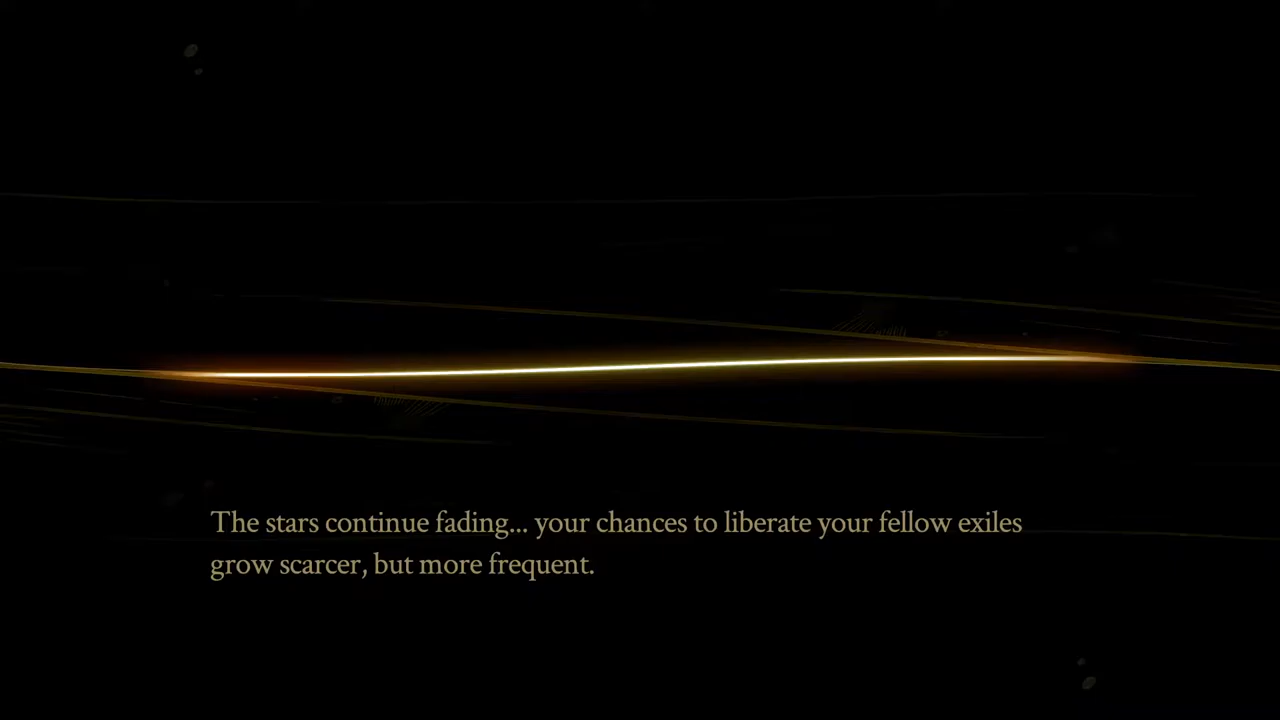 The stars continue fading... your chances to liberate your fellow exiles
grow scarcer, but more frequent.